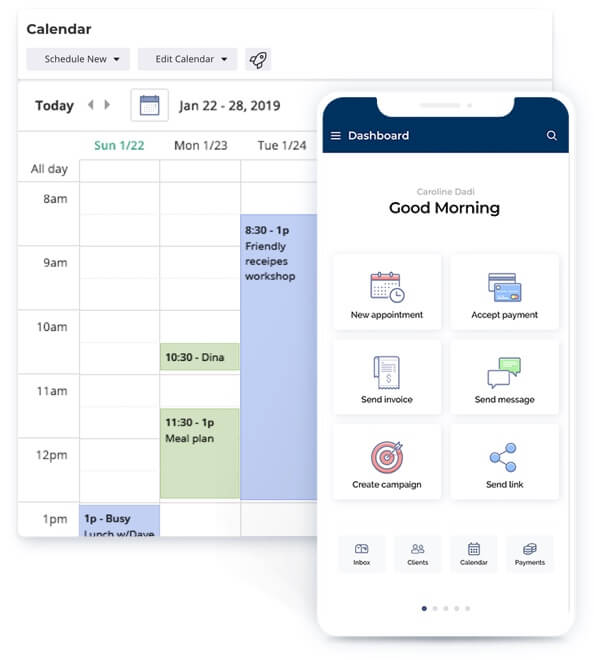 Calendar
Schedule New
Edit Calendar
Today
Jan 22 - 28, 2019
Sun 1/22
Mon 1/23
Tue 1/24
All day
8am
9am
10am
11am
12pm
1pm
8:30 - 1p
Friendly
receipes
workshop
10:30 - Dina
11:30 - 1p
Meal plan
1p - Busy
Lunch w/Dave
Dashboard
Caroline Dadi
Good Morning
New appointment
Accept payment
Send invoice
Send message
Create campaign
Send link
Inbox
Clients
Calendar
Payments